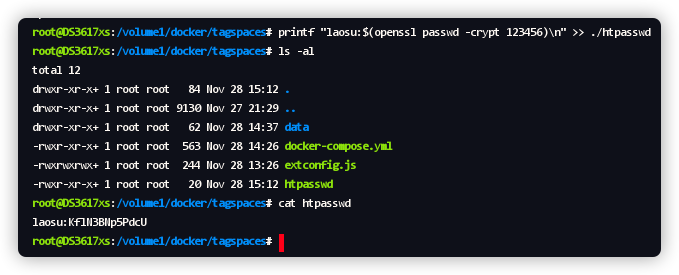 root@DS3617xs:/volume1/docker/tagspaces# printf "laosu:$(openssl passwd -crypt 123456)\n" >> ./htpasswd
root@DS3617xs:/volume1/docker/tagspaces# ls -al
total 12
drwxr-xr-x+ 1 root root   84 Nov 28 15:12 .
drwxr-xr-x+ 1 root root 9130 Nov 27 21:29 ..
drwxr-xr-x+ 1 root root   62 Nov 28 14:37 data
-rwxr-xr-x+ 1 root root  563 Nov 28 14:26 docker-compose.yml
-rwxrwxrwx+ 1 root root  244 Nov 28 13:26 extconfig.js
-rwxr-xr-x+ 1 root root   20 Nov 28 15:12 htpasswd
root@DS3617xs:/volume1/docker/tagspaces# cat htpasswd
laosu:KflN3BNp5PdcU
root@DS3617xs:/volume1/docker/tagspaces#